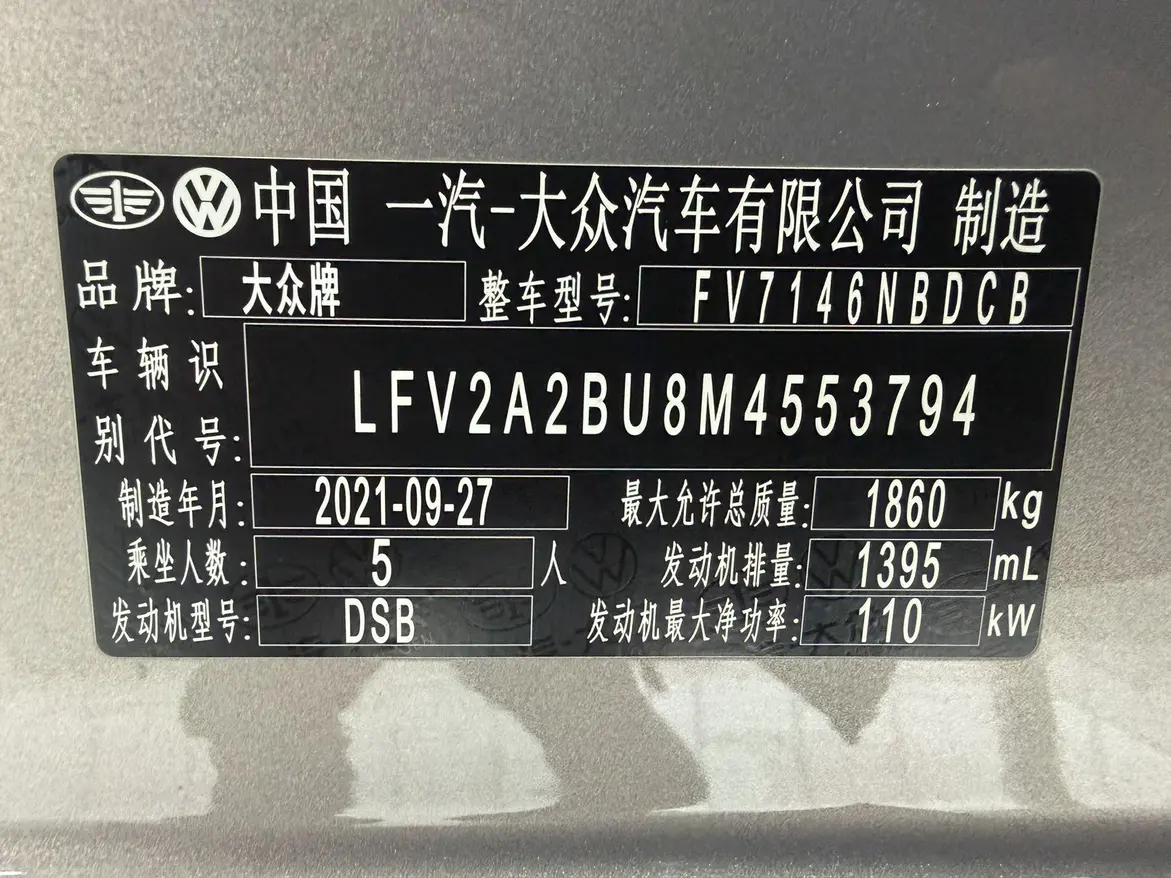 中国 一汽-大众汽车有限公司 制造
品牌: 大众牌 整车型号: FV7146NBDCB
车辆识别代号: LFV2A2BU8M4553794
制造年月: 2021-09-27 最大允许总质量: 1860 kg
乘坐人数: 5 人 发动机排量: 1395 mL
发动机型号: DSB 发动机最大净功率: 110 kW